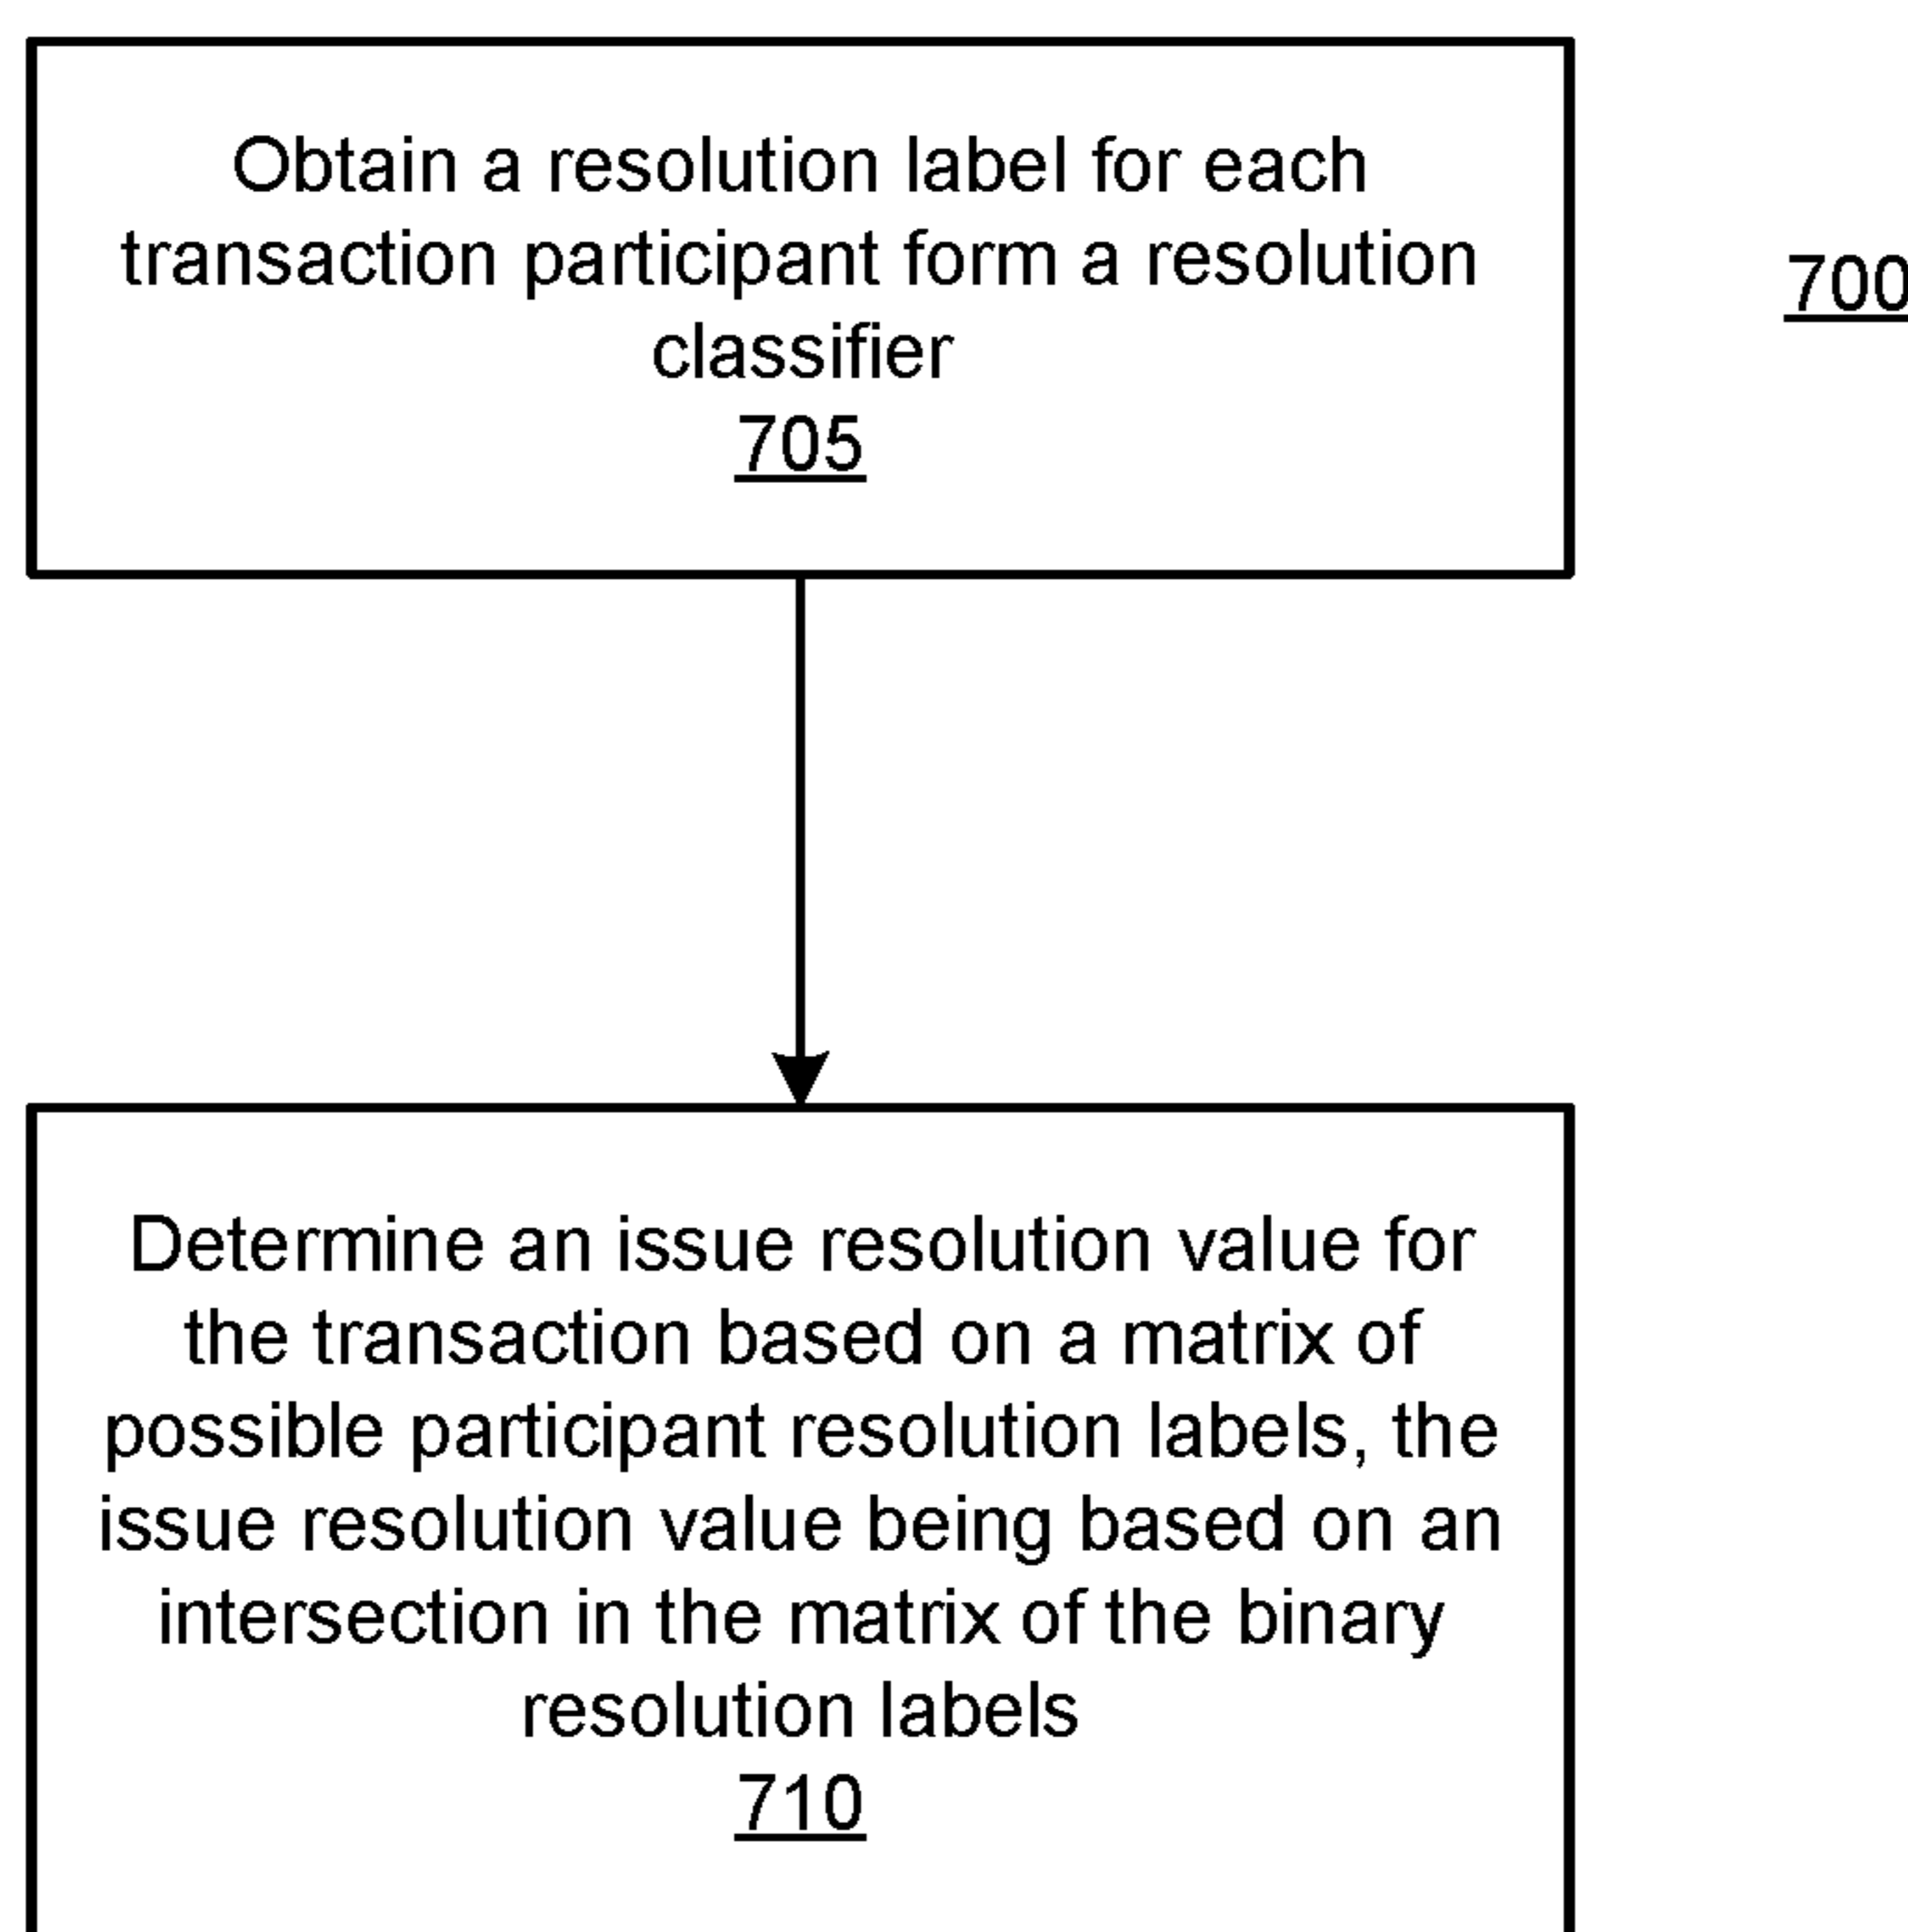 Obtain a resolution label for each
transaction participant form a resolution
classifier
705
700
Determine an issue resolution value for
the transaction based on a matrix of
possible participant resolution labels, the
issue resolution value being based on an
intersection in the matrix of the binary
resolution labels
710